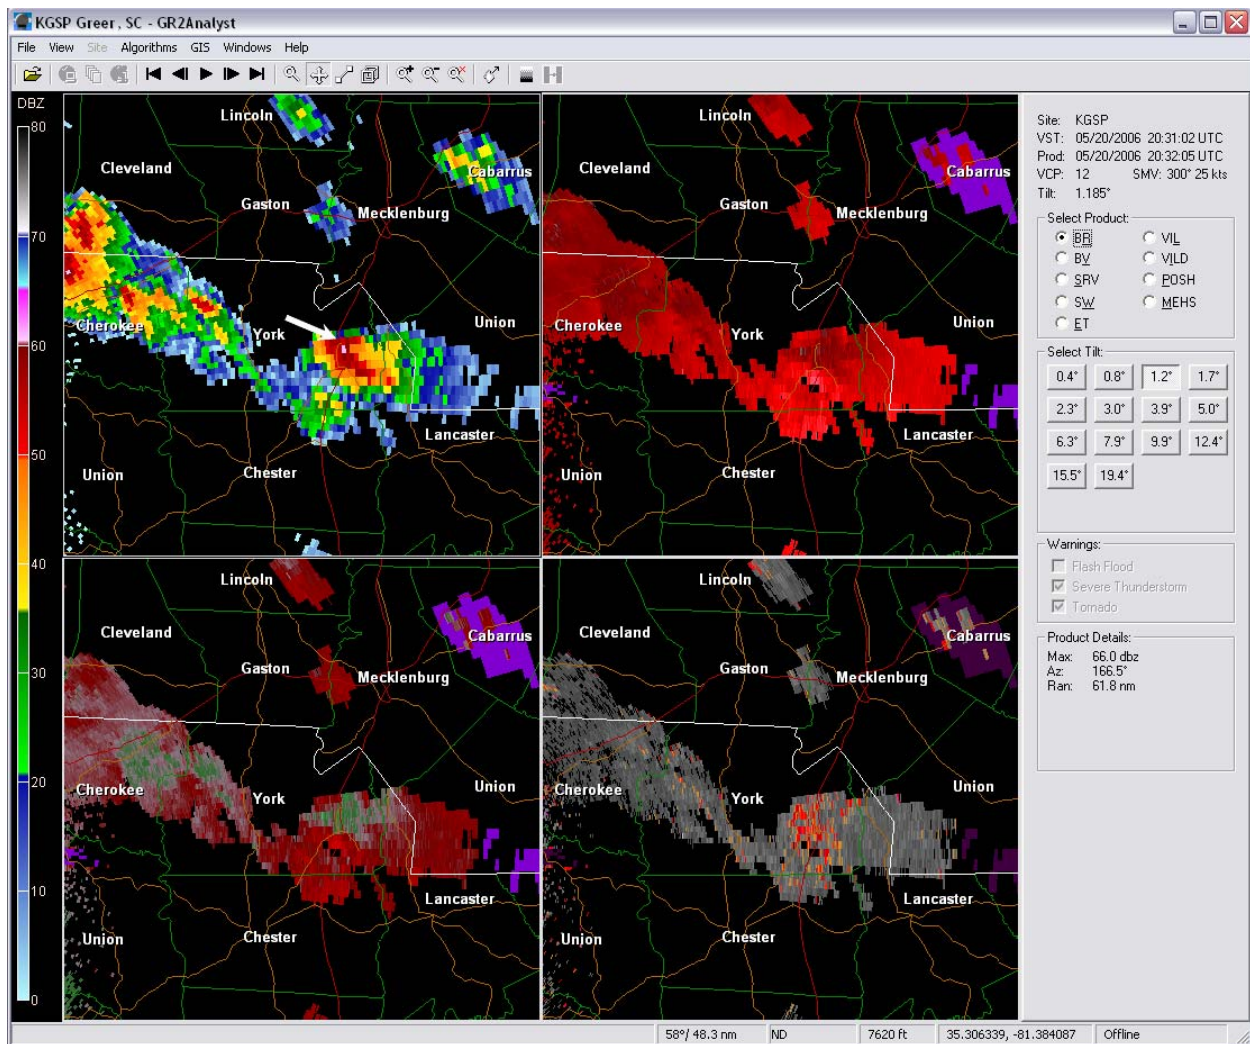 KGSP Greer , SC - GR2Analyst
File View Site Algorithms GIS Windows Help
DBZ
80
70
60
50
40
30
20
10
0
Lincoln
Cleveland
Cabarrus
Gaston
Mecklenburg
Cherokee
York
Union
Lancaster
Union
Chester
Lincoln
Cleveland
Cabarrus
Gaston
Mecklenburg
Cherokee
York
Union
Lancaster
Union
Chester
Lincoln
Cleveland
Cabarrus
Gaston
Mecklenburg
Cherokee
York
Union
Lancaster
Union
Chester
Lincoln
Cleveland
Cabarrus
Gaston
Mecklenburg
Cherokee
York
Union
Lancaster
Union
Chester
Site: KGSP
VST: 05/20/2006 20:31:02 UTC
Prod: 05/20/2006 20:32:05 UTC
VCP: 12 SMV: 300° 25 kts
Tilt: 1.185°
Select Product:
BR VIL
BV VILD
SRV POSH
SW MEHS
ET
Select Tilt:
0.4° 0.8° 1.2° 1.7°
2.3° 3.0° 3.9° 5.0°
6.3° 7.9° 9.9° 12.4°
15.5° 19.4°
Warnings:
Flash Flood
Severe Thunderstorm
Tornado
Product Details:
Max: 66.0 dbz
Az: 166.5°
Ran: 61.8 nm
58°/ 48.3 nm ND 7620 ft 35.306339, -81.384087 Offline